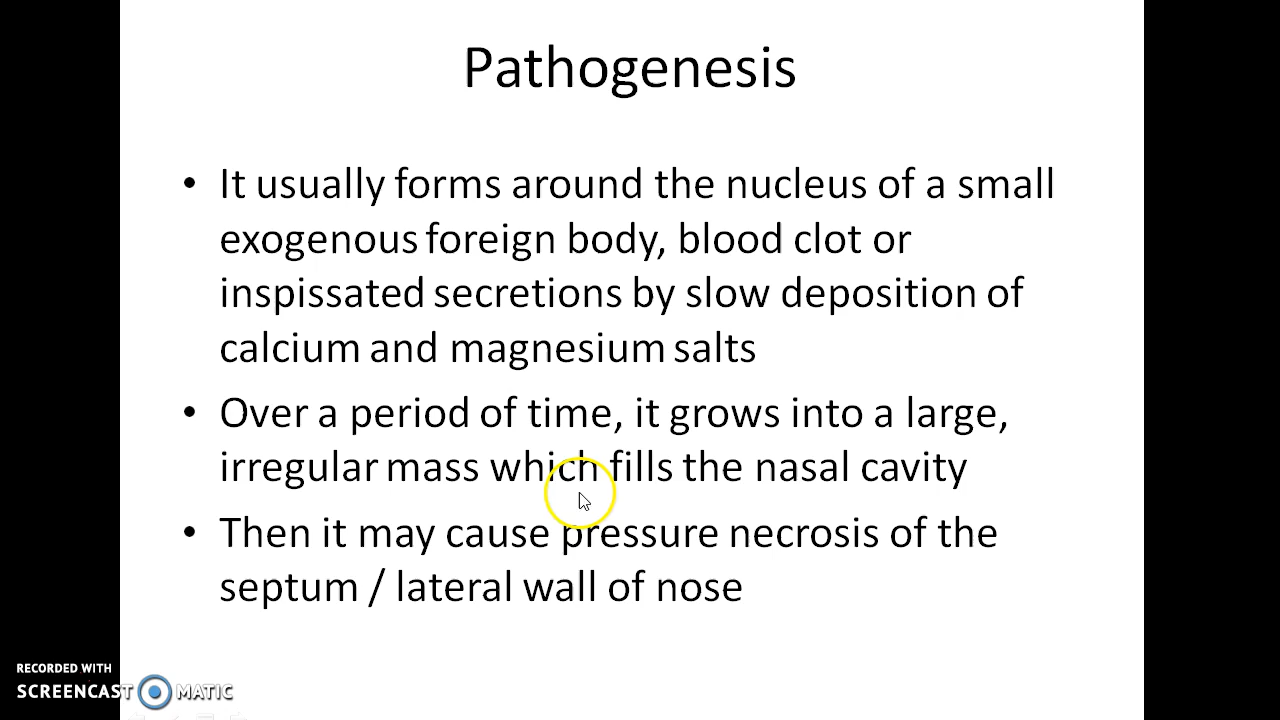 Pathogenesis
• It usually forms around the nucleus of a small
exogenous foreign body, blood clot or
inspissated secretions by slow deposition of
calcium and magnesium salts
• Over a period of time, it grows into a large,
irregular mass which fills the nasal cavity
• Then it may cause pressure necrosis of the
septum / lateral wall of nose
RECORDED WITH
SCREENCAST MATIC